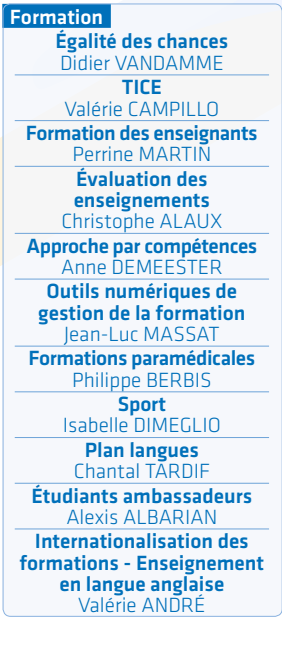 Formation
Égalité des chances
Didier VANDAMME
TICE
Valérie CAMPILLO
Formation des enseignants
Perrine MARTIN
Évaluation des
enseignements
Christophe ALAUX
Approche par compétences
Anne DEMEESTER
Outils numériques de
gestion de la formation
Jean-Luc MASSAT
Formations paramédicales
Philippe BERBIS
Sport
Isabelle DIMEGLIO
Plan langues
Chantal TARDIF
Étudiants ambassadeurs
Alexis ALBARIAN
Internationalisation des
formations - Enseignement
en langue anglaise
Valérie ANDRÉ